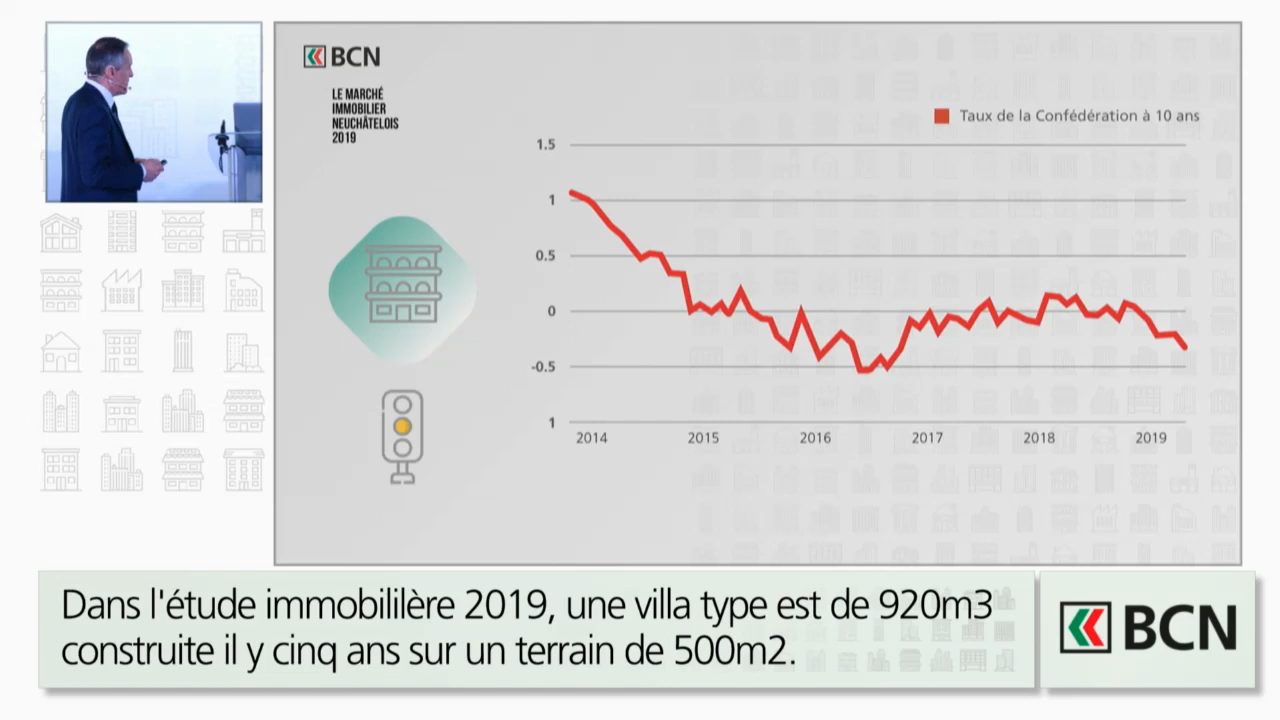 BCN
LE MARCHÉ
IMMOBILIER
NEUCHÂTELOIS
2019
Taux de la Confédération à 10 ans
1.5
1
0.5
0
-0.5
1
2014 2015 2016 2017 2018 2019
Dans l'étude immobililère 2019, une villa type est de 920m3
construite il y cinq ans sur un terrain de 500m2.
BCN